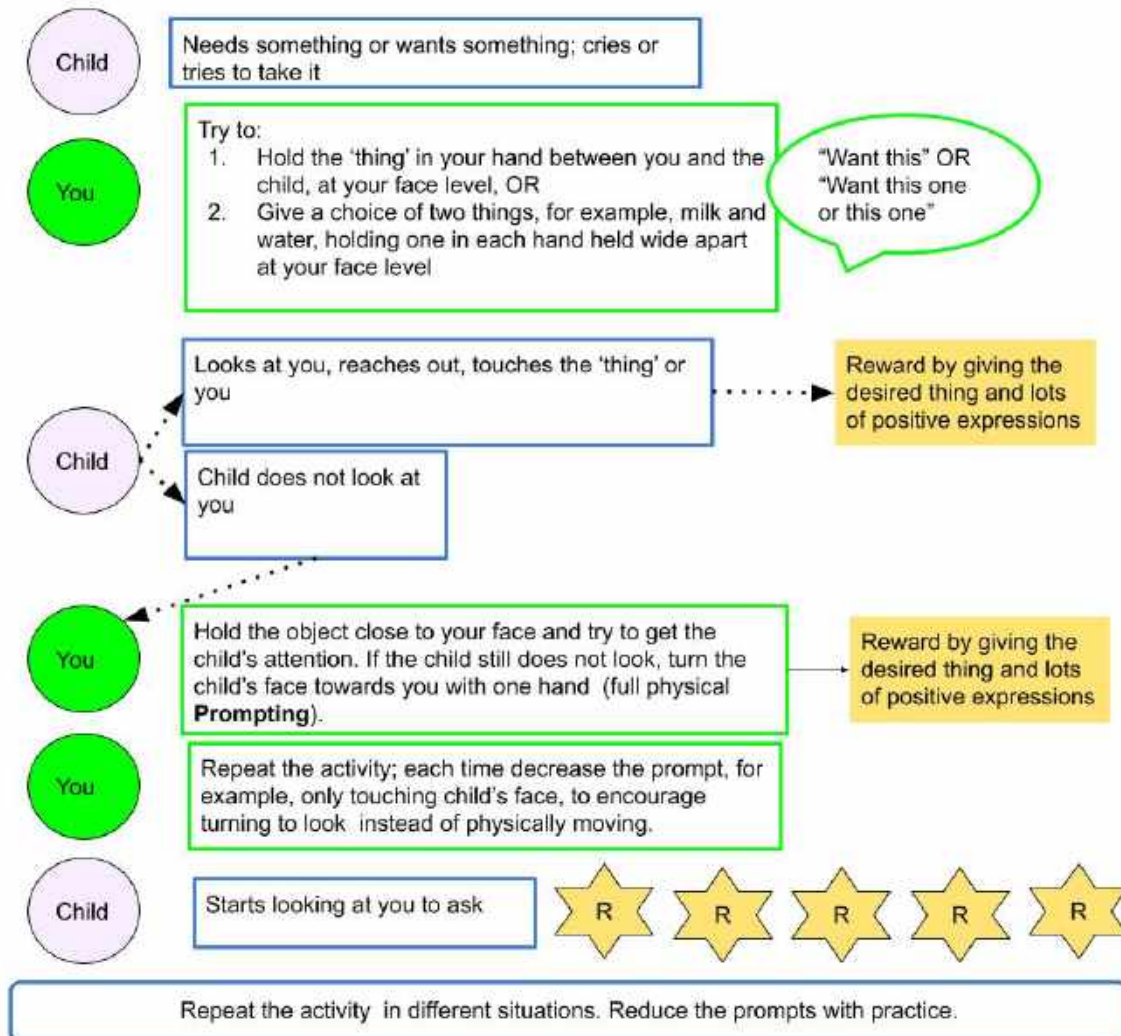 Child
Needs something or wants something; cries or
tries to take it
You
Try to:
1. Hold the ‘thing’ in your hand between you and the
child, at your face level, OR
2. Give a choice of two things, for example, milk and
water, holding one in each hand held wide apart
at your face level
“Want this” OR
“Want this one
or this one”
Child
Looks at you, reaches out, touches the ‘thing’ or
you
Reward by giving the
desired thing and lots
of positive expressions
Child does not look at
you
You
Hold the object close to your face and try to get the
child’s attention. If the child still does not look, turn the
child’s face towards you with one hand (full physical
Prompting).
Reward by giving the
desired thing and lots
of positive expressions
You
Repeat the activity; each time decrease the prompt, for
example, only touching child’s face, to encourage
turning to look instead of physically moving.
Child
Starts looking at you to ask
R R R R R
Repeat the activity in different situations. Reduce the prompts with practice.